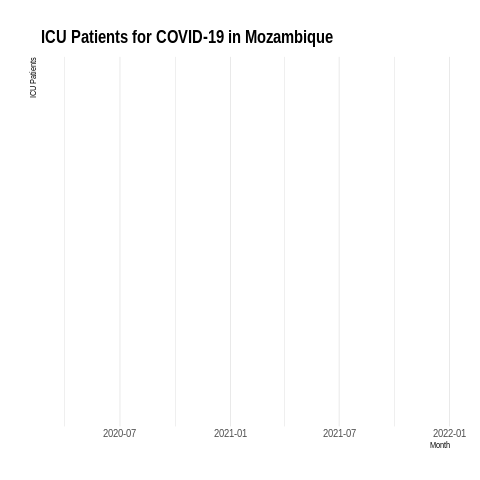 ICU Patients for COVID-19 in Mozambique
ICU Patients
2020-07
2021-01
2021-07
2022-01
Month